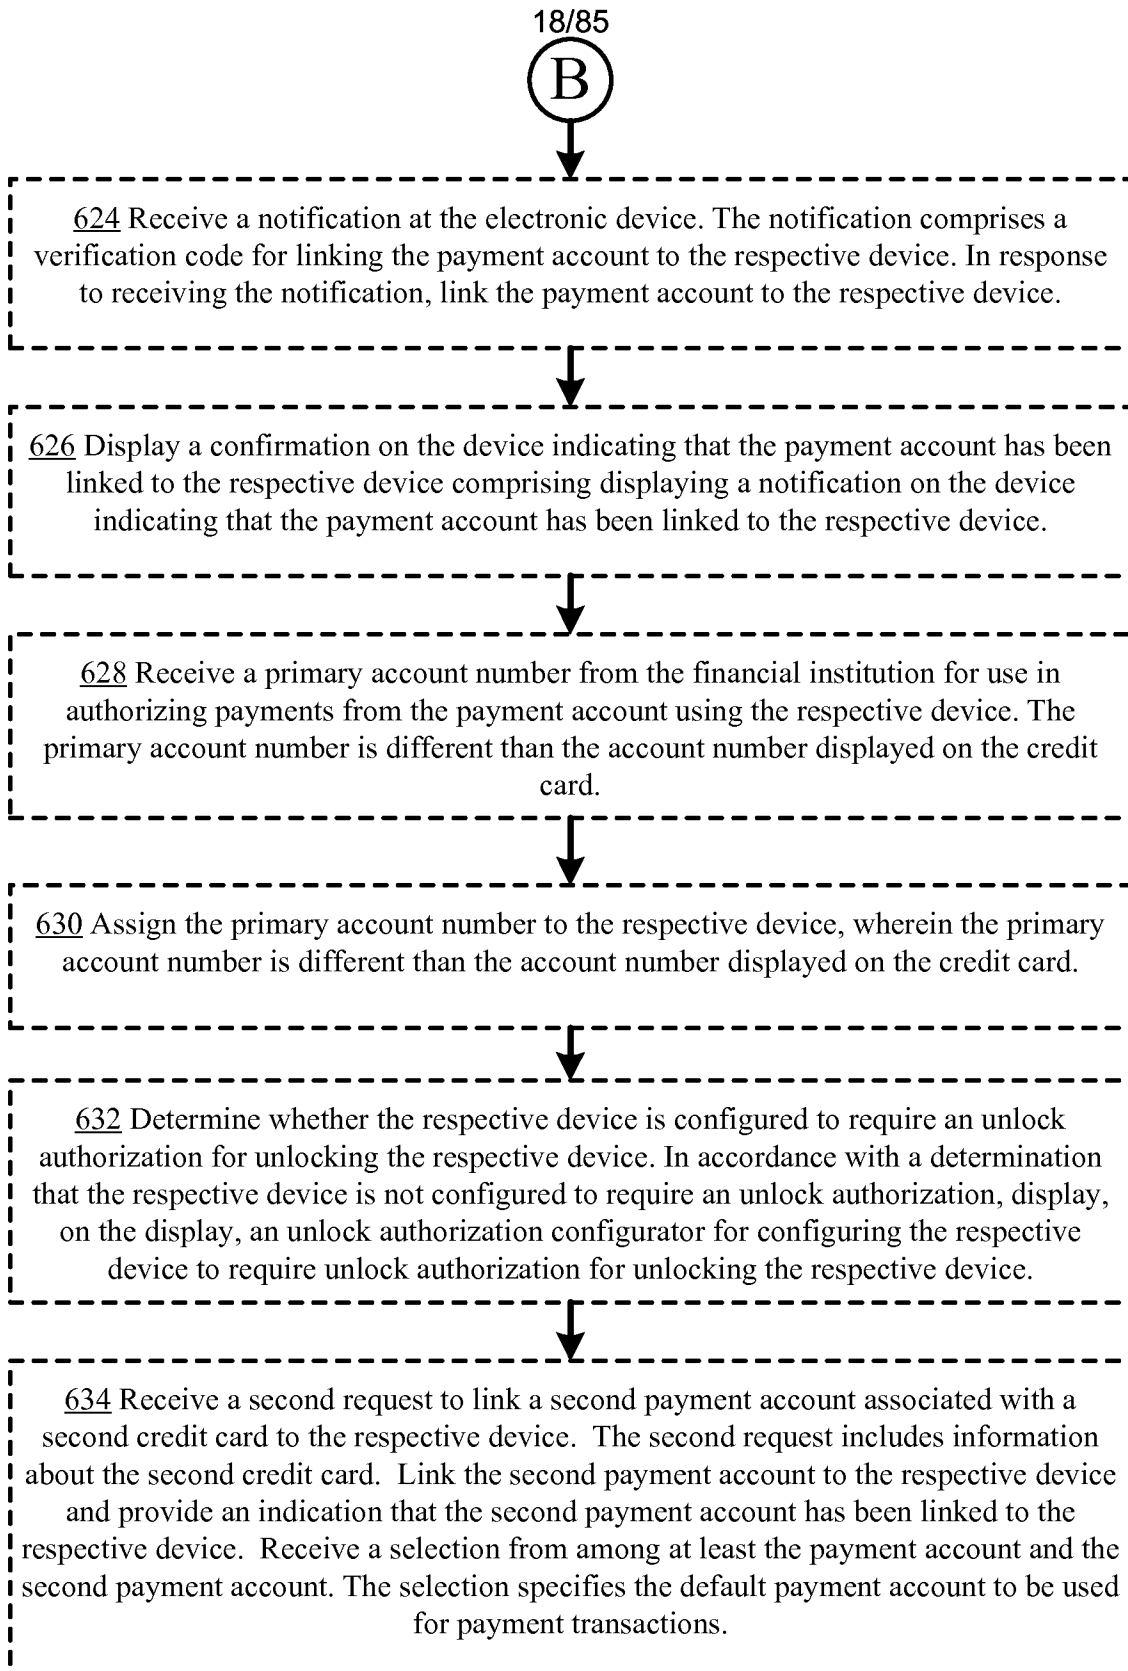 18/85
B
624 Receive a notification at the electronic device. The notification comprises a
verification code for linking the payment account to the respective device. In response
to receiving the notification, link the payment account to the respective device.
626 Display a confirmation on the device indicating that the payment account has been
linked to the respective device comprising displaying a notification on the device
indicating that the payment account has been linked to the respective device.
628 Receive a primary account number from the financial institution for use in
authorizing payments from the payment account using the respective device. The
primary account number is different than the account number displayed on the credit
card.
630 Assign the primary account number to the respective device, wherein the primary
account number is different than the account number displayed on the credit card.
632 Determine whether the respective device is configured to require an unlock
authorization for unlocking the respective device. In accordance with a determination
that the respective device is not configured to require an unlock authorization, display,
on the display, an unlock authorization configurator for configuring the respective
device to require unlock authorization for unlocking the respective device.
634 Receive a second request to link a second payment account associated with a
second credit card to the respective device.  The second request includes information
about the second credit card.  Link the second payment account to the respective device
and provide an indication that the second payment account has been linked to the
respective device.  Receive a selection from among at least the payment account and the
second payment account. The selection specifies the default payment account to be used
for payment transactions.